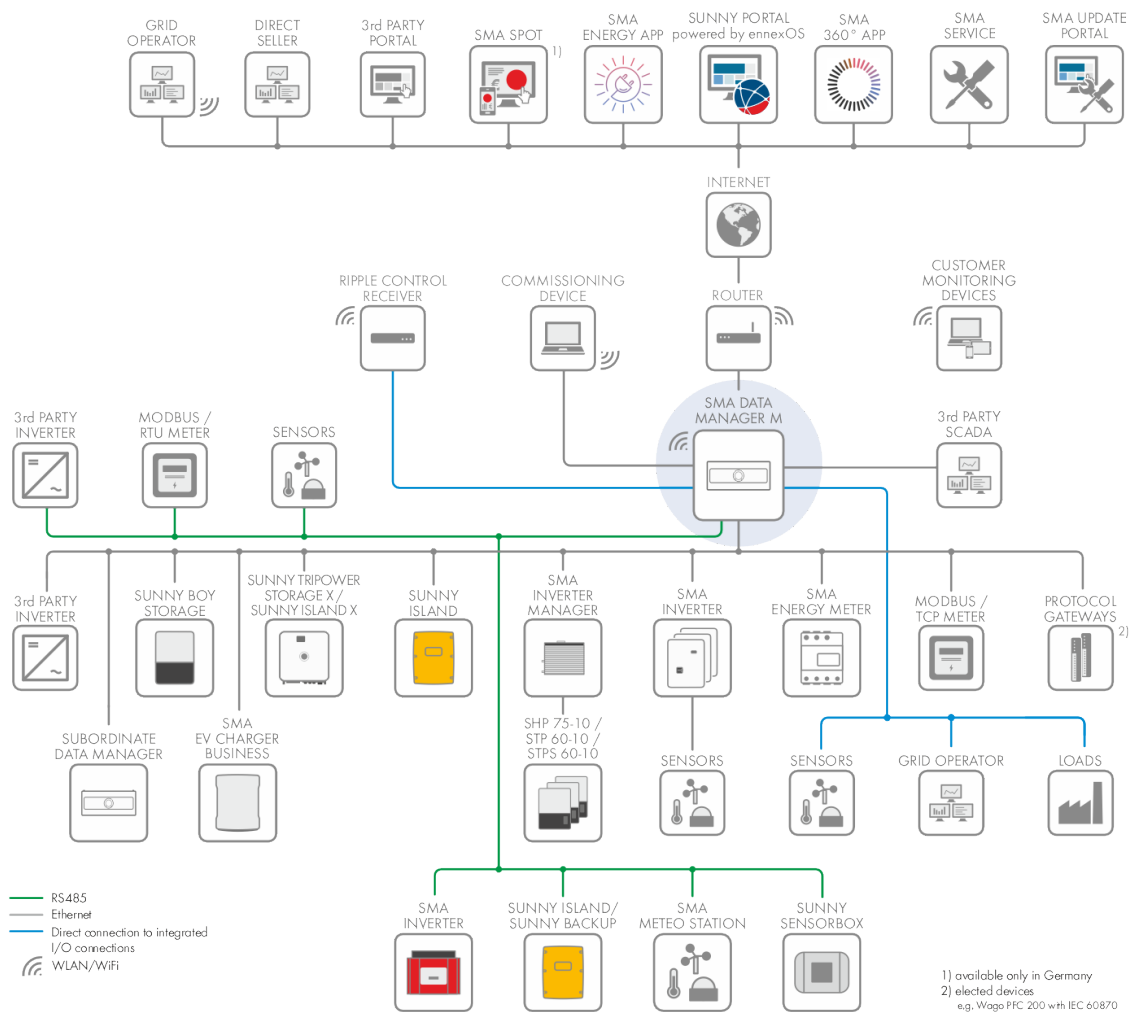 GRID
OPERATOR
DIRECT
SELLER
3rd PARTY
PORTAL
SMA SPOT
1)
SMA
ENERGY APP
SUNNY PORTAL
powered by ennexOS
SMA
360° APP
SMA
SERVICE
SMA UPDATE
PORTAL
INTERNET
RIPPLE CONTROL
RECEIVER
COMMISSIONING
DEVICE
ROUTER
CUSTOMER
MONITORING
DEVICES
3rd PARTY
INVERTER
MODBUS /
RTU METER
SENSORS
SMA DATA
MANAGER M
3rd PARTY
SCADA
3rd PARTY
INVERTER
SUNNY BOY
STORAGE
SUNNY TRIPOWER
STORAGE X /
SUNNY ISLAND X
SUNNY
ISLAND
SMA
INVERTER
MANAGER
SMA
INVERTER
SMA
ENERGY METER
MODBUS /
TCP METER
PROTOCOL
GATEWAYS
2)
SUBORDINATE
DATA MANAGER
SMA
EV CHARGER
BUSINESS
SHP 75-10 /
STP 60-10 /
STPS 60-10
SENSORS
SENSORS
GRID OPERATOR
LOADS
SMA
INVERTER
SUNNY ISLAND/
SUNNY BACKUP
SMA
METEO STATION
SUNNY
SENSORBOX
RS485
Ethernet
Direct connection to integrated
I/O connections
WLAN/WiFi
1) available only in Germany
2) elected devices
e.g. Wago PFC 200 with IEC 60870